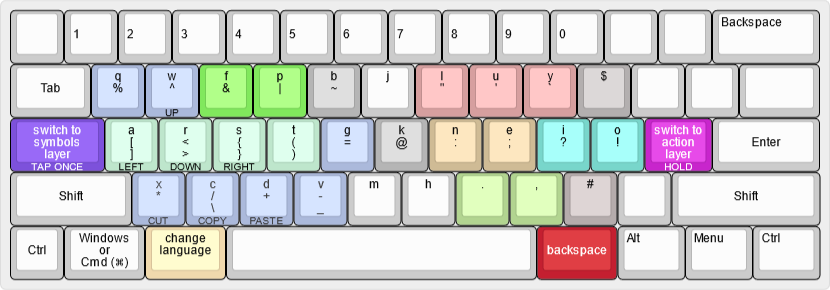 1 2 3 4 5 6 7 8 9 0 Backspace
Tab q w f p b j l u y $
% ^ & | ~ " ' `
UP
switch to symbols layer a r s t g k n e i o switch to action layer Enter
[ < { ( = @ : ; ? !
] > } )
TAP ONCE LEFT DOWN RIGHT HOLD
Shift x c d v m h . , # Shift
* / + -
\ _
CUT COPY PASTE
Ctrl Windows or Cmd (⌘) change language backspace Alt Menu Ctrl